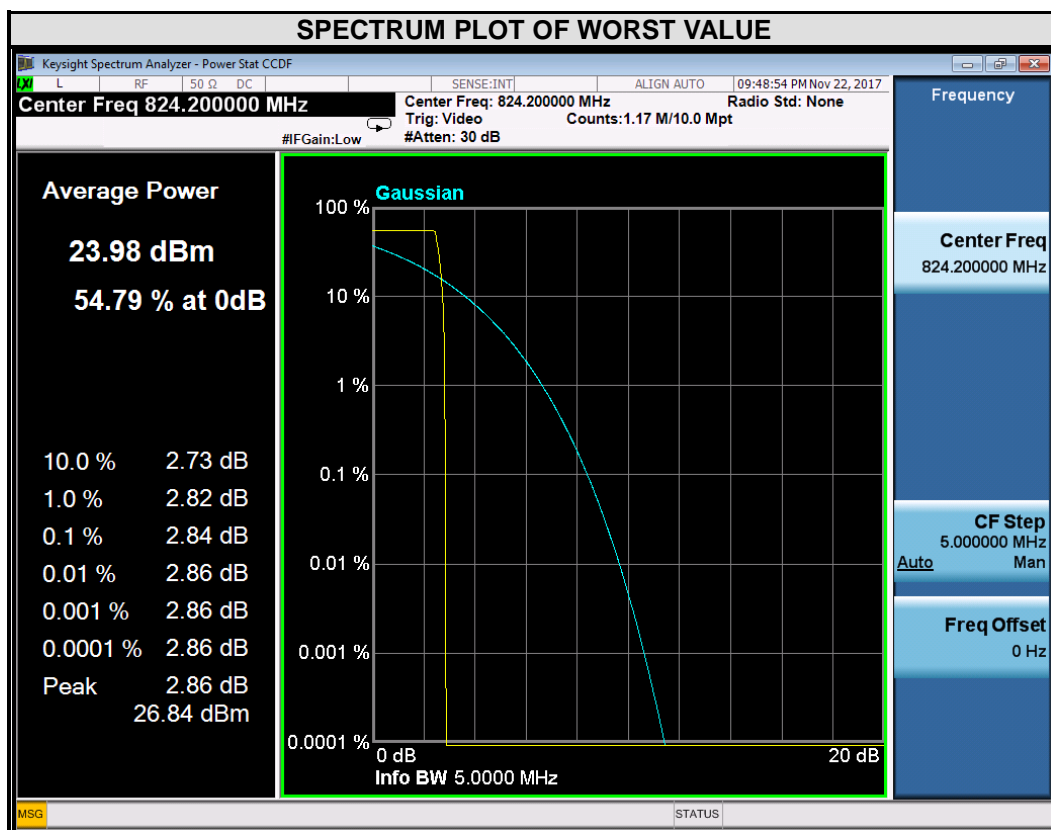 SPECTRUM PLOT OF WORST VALUE
Keysight Spectrum Analyzer - Power Stat CCDF
LXI L RF 50 Ω DC SENSE:INT ALIGN AUTO 09:48:54 PM Nov 22, 2017
Center Freq 824.200000 MHz
#IFGain:Low
Center Freq: 824.200000 MHz
Trig: Video
#Atten: 30 dB
Counts:1.17 M/10.0 Mpt
Radio Std: None
Average Power
23.98 dBm
54.79 % at 0dB
10.0 % 2.73 dB
1.0 % 2.82 dB
0.1 % 2.84 dB
0.01 % 2.86 dB
0.001 % 2.86 dB
0.0001 % 2.86 dB
Peak 2.86 dB
26.84 dBm
Gaussian
100 %
10 %
1 %
0.1 %
0.01 %
0.001 %
0.0001 %
0 dB 20 dB
Info BW 5.0000 MHz
Frequency
Center Freq
824.200000 MHz
CF Step
5.000000 MHz
Auto Man
Freq Offset
0 Hz
MSG STATUS